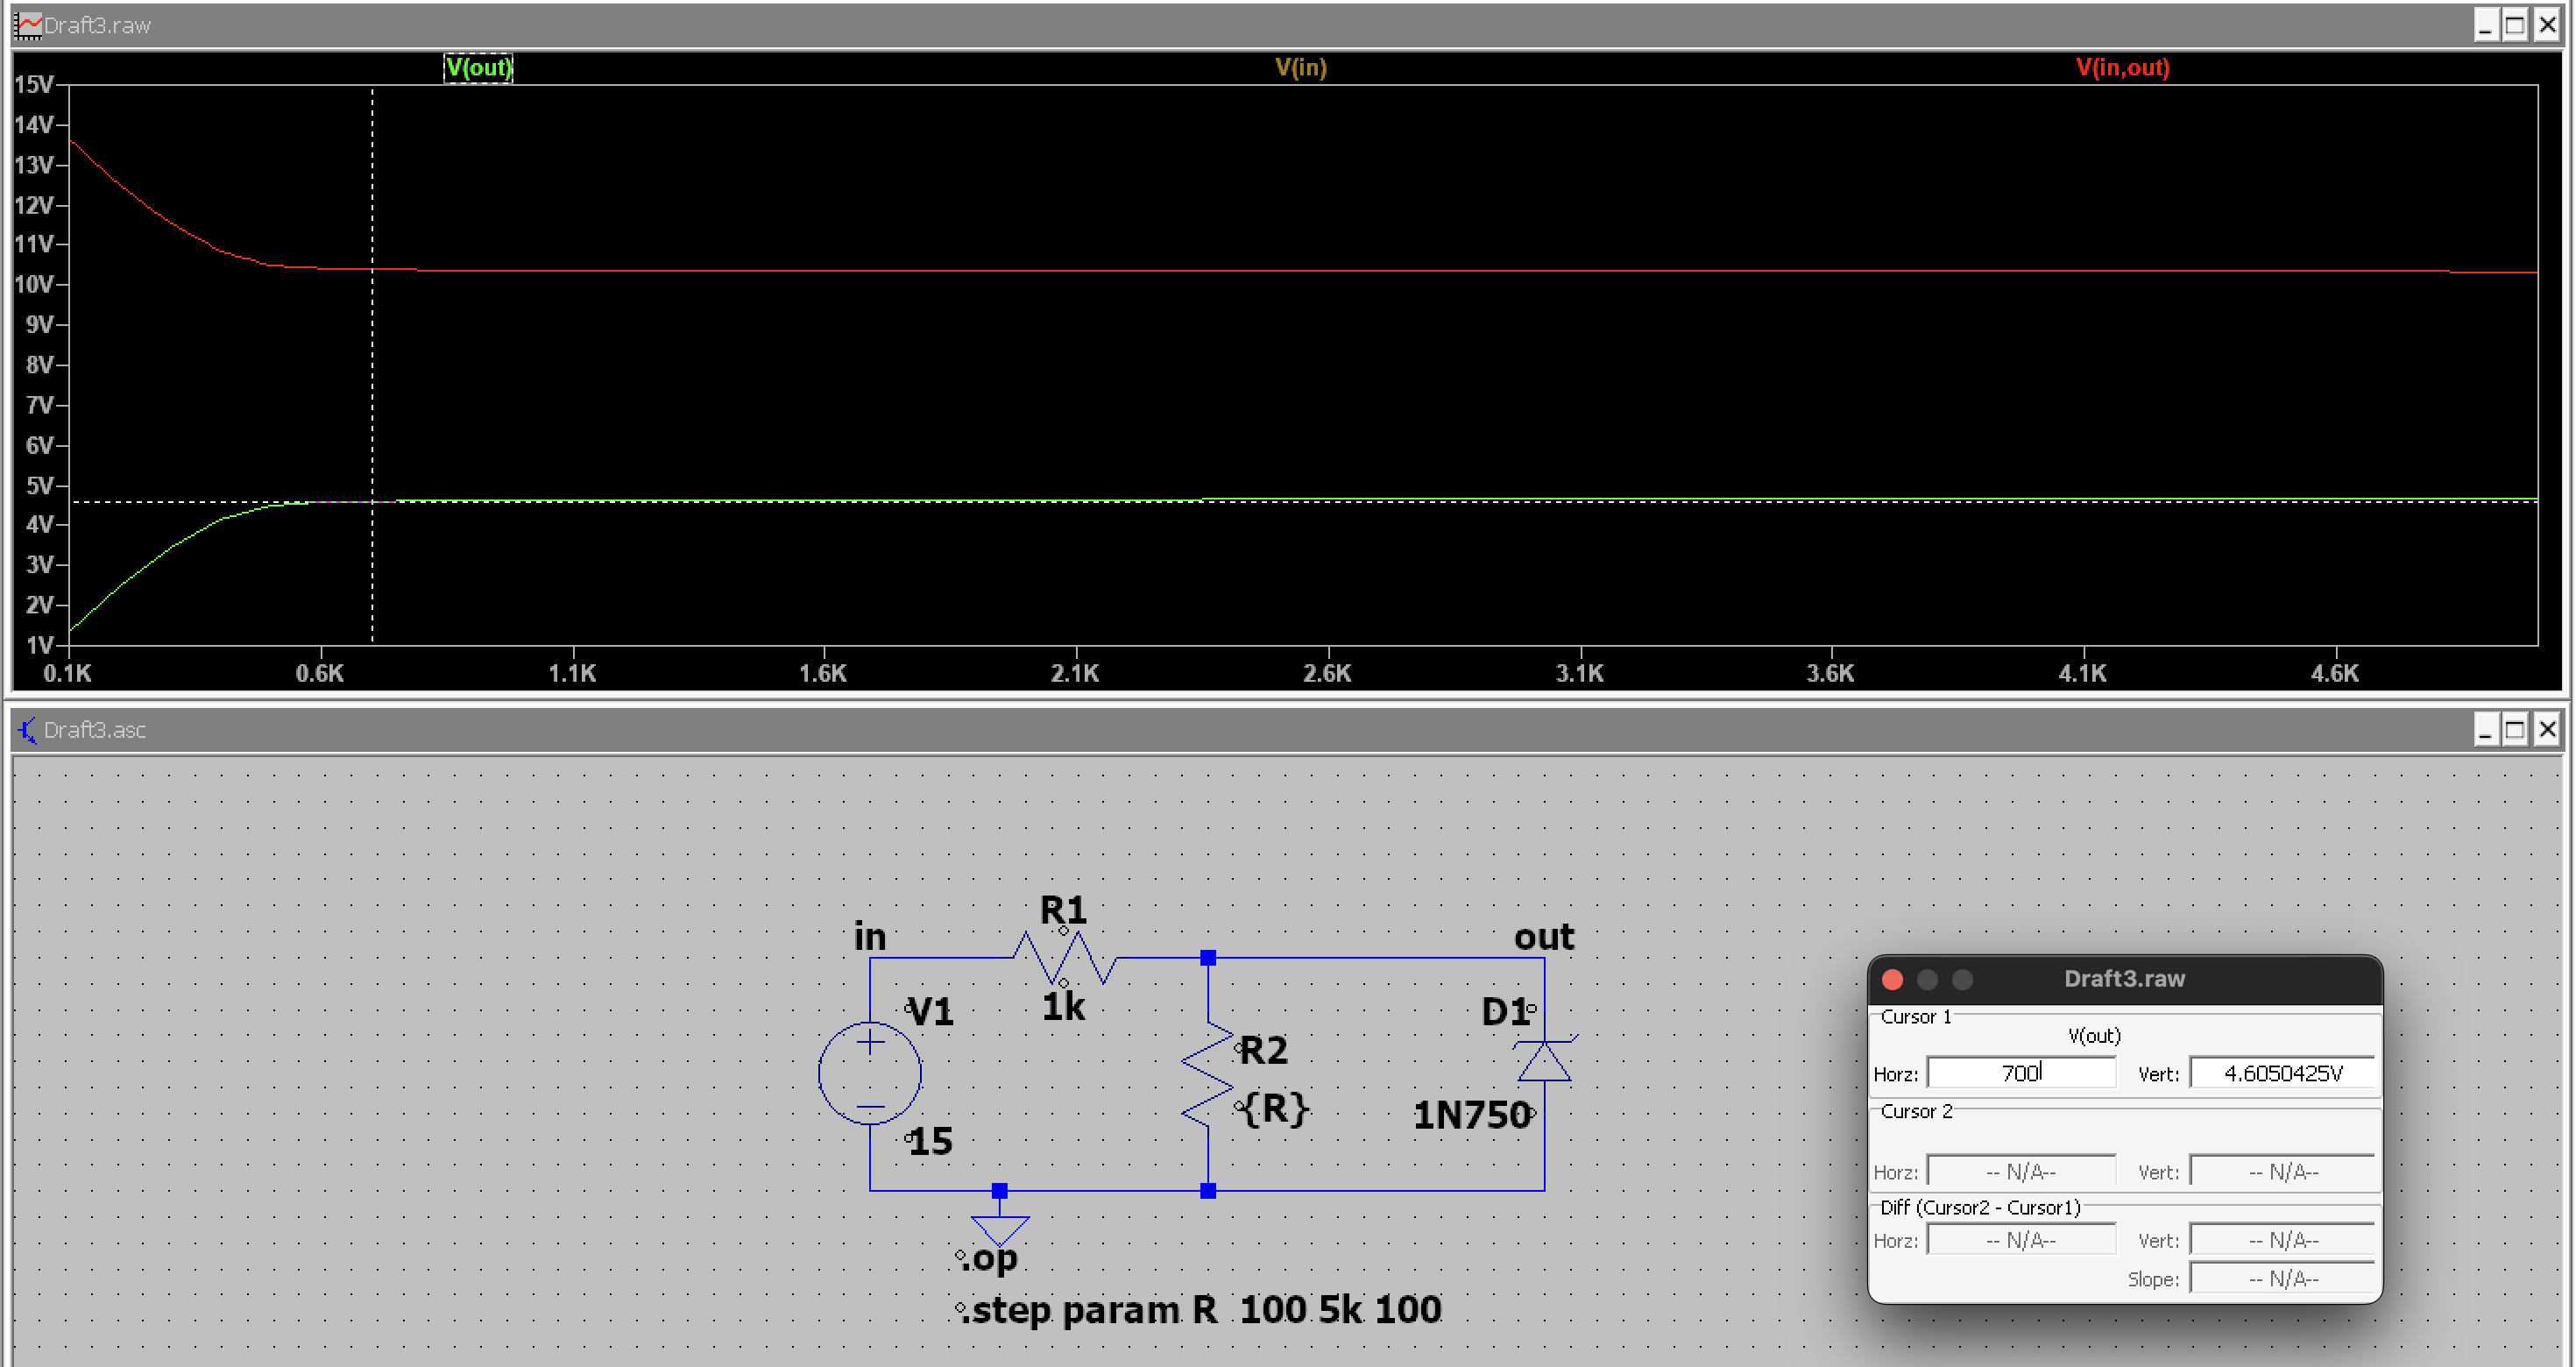 Draft3.raw
V(out) V(in) V(in,out)
15V
14V
13V
12V
11V
10V
9V
8V
7V
6V
5V
4V
3V
2V
1V
0.1K 0.6K 1.1K 1.6K 2.1K 2.6K 3.1K 3.6K 4.1K 4.6K
Draft3.asc
R1
in
out
1k
V1
D1
R2
{R}
1N750
15
.op
.step param R 100 5k 100
Draft3.raw
Cursor 1
V(out)
Horz: 700 Vert: 4.6050425V
Cursor 2
Horz: -- N/A-- Vert: -- N/A--
Diff (Cursor2 - Cursor1)
Horz: -- N/A-- Vert: -- N/A--
Slope: -- N/A--